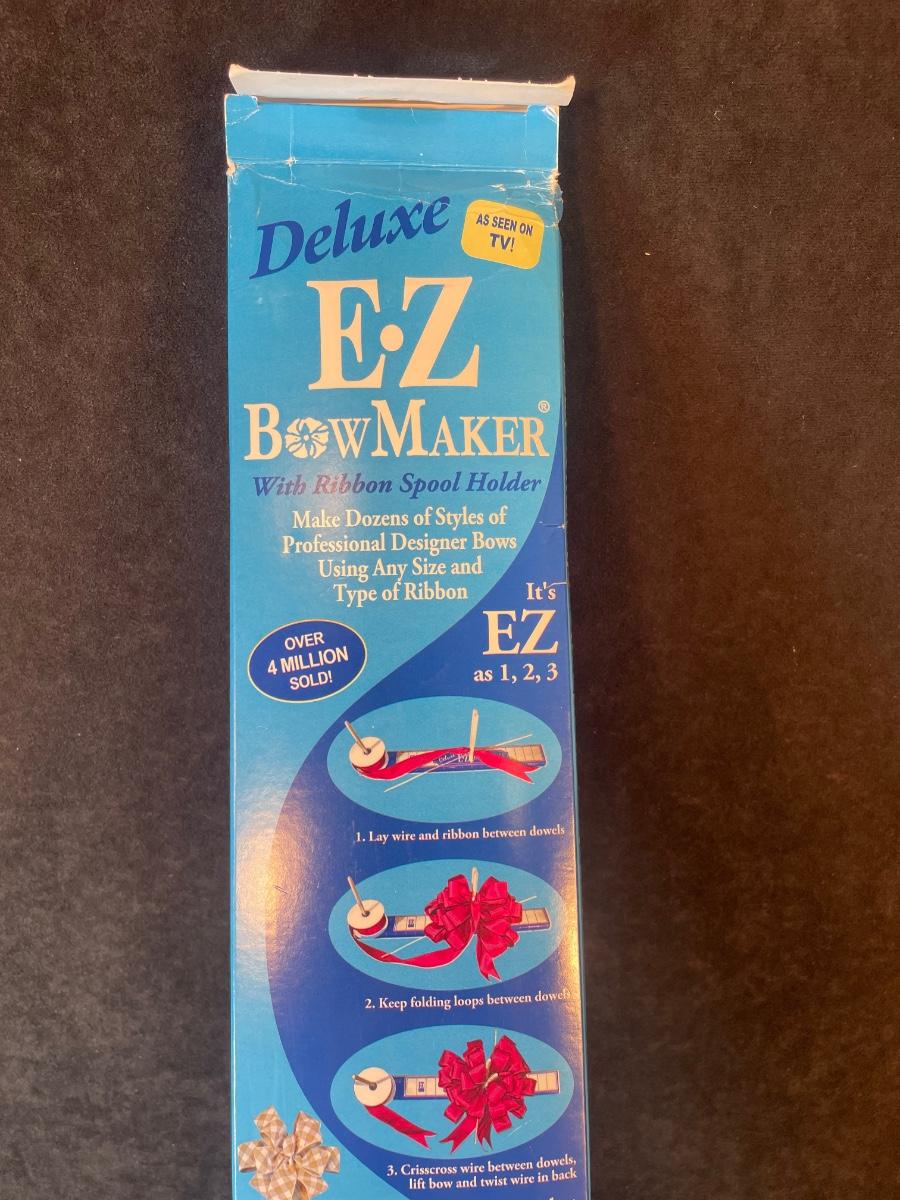 Deluxe
AS SEEN ON
TV!
E·Z
BOWMAKER®
With Ribbon Spool Holder
Make Dozens of Styles of
Professional Designer Bows
Using Any Size and
Type of Ribbon
It's
EZ
as 1, 2, 3
OVER
4 MILLION
SOLD!
Deluxe EZ
1. Lay wire and ribbon between dowels
2. Keep folding loops between dowels
3. Crisscross wire between dowels,
lift bow and twist wire in back